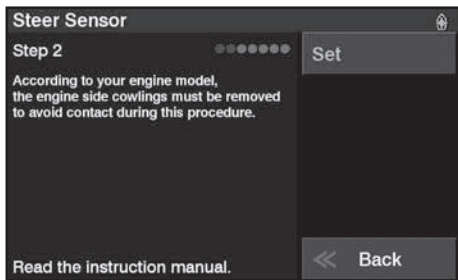 Steer Sensor
Step 2
Set
According to your engine model,
the engine side cowlings must be removed
to avoid contact during this procedure.
Read the instruction manual.
Back